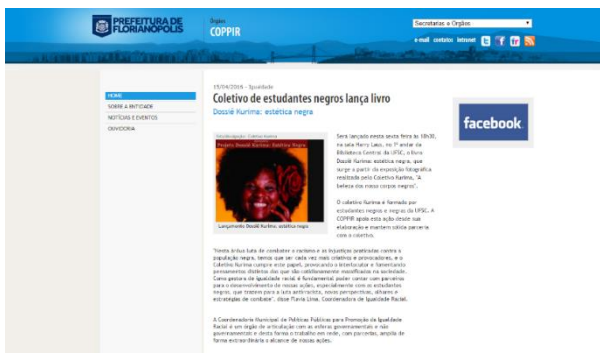 PREFEITURA DE
FLORIANÓPOLIS
Órgãos
COPPIR
Secretarias e Órgãos
e-mail contatos intranet
HOME
SOBRE A ENTIDADE
NOTÍCIAS E EVENTOS
OUVIDORIA
15/04/2016 - Igualdade
Coletivo de estudantes negros lança livro
Dossiê Kurima: estética negra
foto/divulgação: Coletivo Kurima
Projeto Dossiê Kurima: Estética Negra
Lançamento Dossiê Kurima: estética negra
Será lançado nesta sexta feira às 18h30,
na sala Harry Laus, no 1º andar da
Biblioteca Central da UFSC, o livro
Dossiê Kurima: estética negra, que
surge a partir da exposição fotográfica
realizada pelo Coletivo Kurima, "A
beleza dos nosso corpos negros".
O coletivo Kurima é formado por
estudantes negros e negras da UFSC. A
COPPIR apoia esta ação desde sua
elaboração e mantém sólida parceria
com o coletivo.
"Nesta árdua luta de combater o racismo e as injustiças praticadas contra a
população negra, temos que ser cada vez mais criativos e provocadores, e o
Coletivo Kurima cumpre este papel, provocando o interlocutor e fomentando
pensamentos distintos dos que são cotidianamente massificados na sociedade.
Como gestora de igualdade racial é fundamental poder contar com parceiros
para o desenvolvimento de nossas ações, especialmente com os estudantes
negros, que trazem para a luta antirracista, novas perspectivas, olhares e
estratégias de combate", disse Flavia Lima, Coordenadora de Igualdade Racial.
A Coordenadoria Municipal de Políticas Públicas para Promoção da Igualdade
Racial é um órgão de articulação com as esferas governamentais e não
governamentais e desta forma o trabalho em rede, com parcerias, amplia de
forma extraordinária o alcance de nossas ações.
facebook